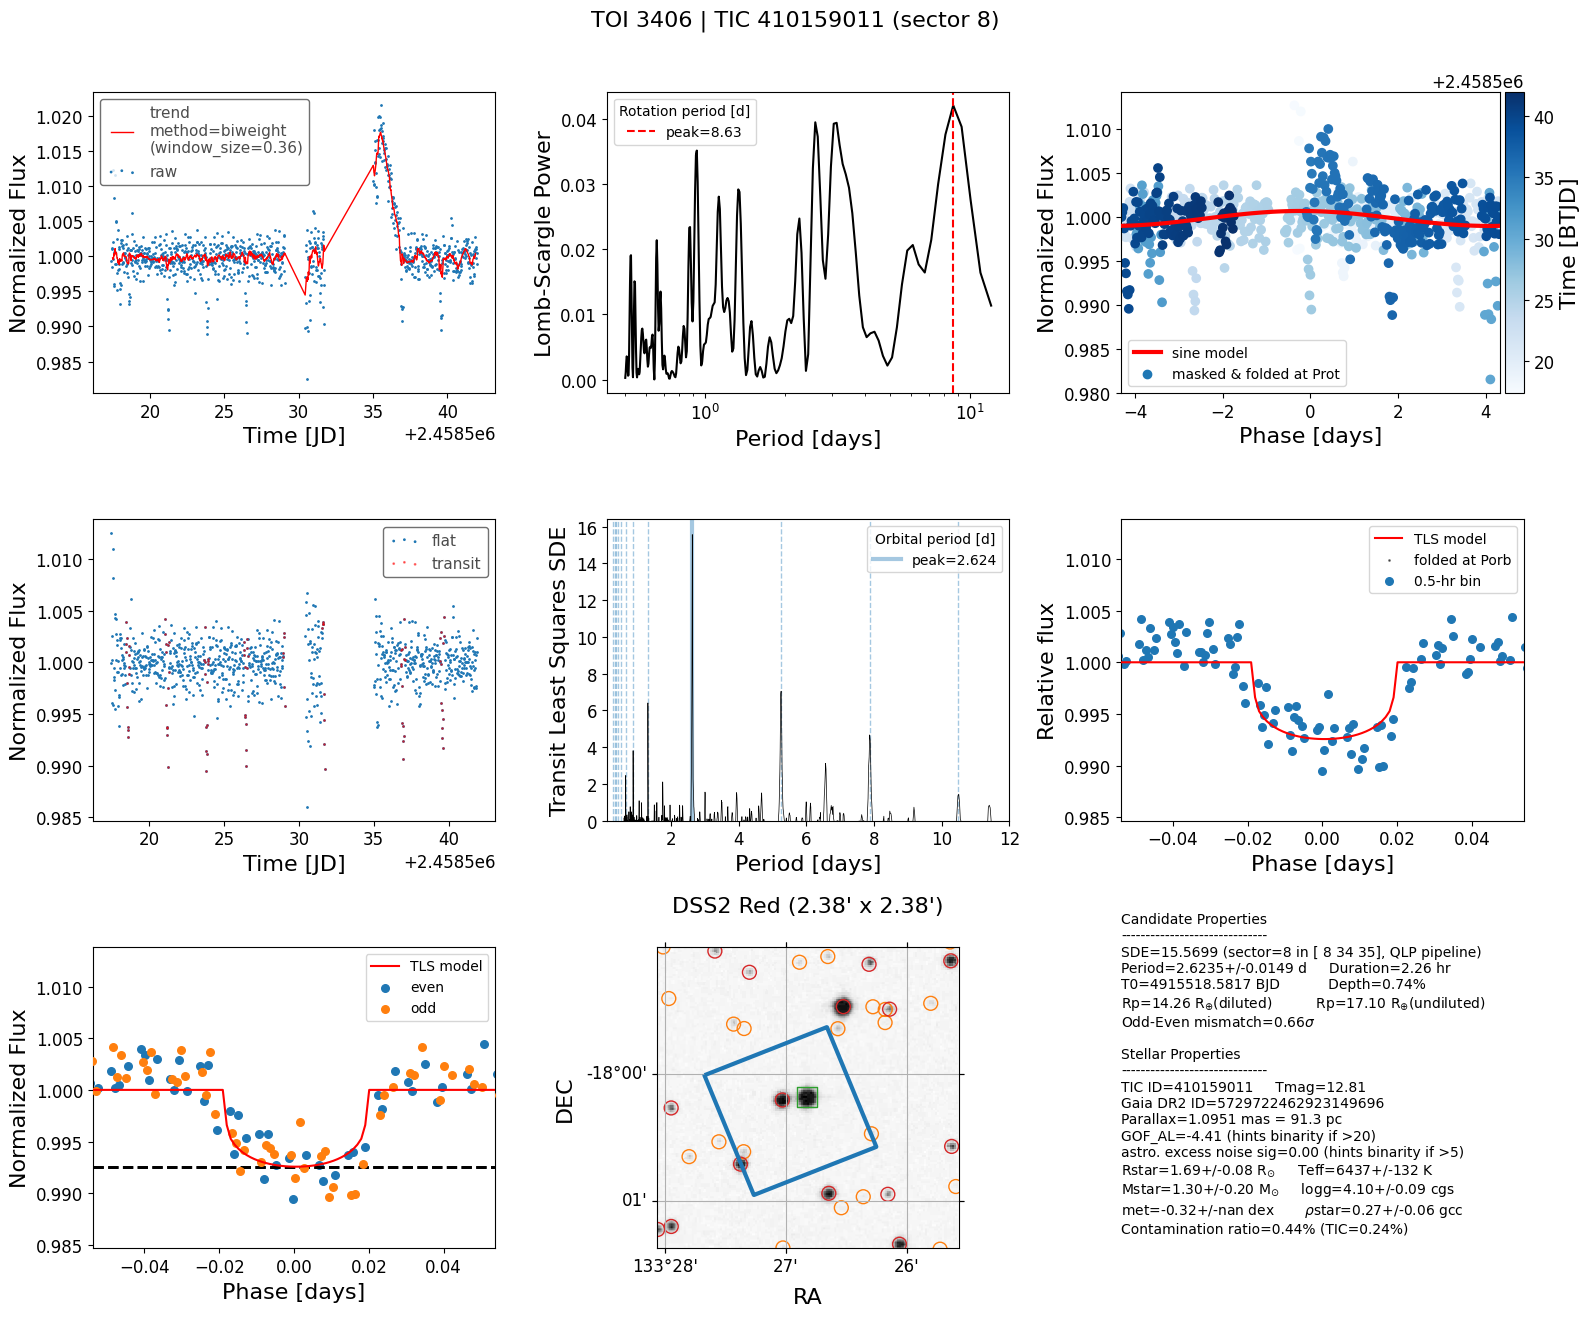 TOI 3406 | TIC 410159011 (sector 8)
trend
method=biweight
(window_size=0.36)
raw
1.020
1.015
1.010
1.005
1.000
0.995
0.990
0.985
Normalized Flux
20 25 30 35 40
Time [JD]
+2.4585e6
Rotation period [d]
peak=8.63
0.04
0.03
0.02
0.01
0.00
Lomb-Scargle Power
10^0 10^1
Period [days]
+2.4585e6
1.010
1.005
1.000
0.995
0.990
0.985
0.980
Normalized Flux
sine model
masked & folded at Prot
−4 −2 0 2 4
Phase [days]
40
35
30
25
20
Time [BTJD]
flat
transit
1.010
1.005
1.000
0.995
0.990
0.985
Normalized Flux
20 25 30 35 40
Time [JD]
+2.4585e6
Orbital period [d]
peak=2.624
16
14
12
10
8
6
4
2
0
Transit Least Squares SDE
2 4 6 8 10 12
Period [days]
TLS model
folded at Porb
0.5-hr bin
1.010
1.005
1.000
0.995
0.990
0.985
Relative flux
−0.04 −0.02 0.00 0.02 0.04
Phase [days]
TLS model
even
odd
1.010
1.005
1.000
0.995
0.990
0.985
Normalized Flux
−0.04 −0.02 0.00 0.02 0.04
Phase [days]
DSS2 Red (2.38' x 2.38')
-18°00'
01'
DEC
133°28' 27' 26'
RA
Candidate Properties
------------------------------
SDE=15.5699 (sector=8 in [ 8 34 35], QLP pipeline)
Period=2.6235+/-0.0149 d Duration=2.26 hr
T0=4915518.5817 BJD Depth=0.74%
Rp=14.26 R⊕(diluted) Rp=17.10 R⊕(undiluted)
Odd-Even mismatch=0.66σ
Stellar Properties
------------------------------
TIC ID=410159011 Tmag=12.81
Gaia DR2 ID=5729722462923149696
Parallax=1.0951 mas = 91.3 pc
GOF_AL=-4.41 (hints binarity if >20)
astro. excess noise sig=0.00 (hints binarity if >5)
Rstar=1.69+/-0.08 R☉ Teff=6437+/-132 K
Mstar=1.30+/-0.20 M☉ logg=4.10+/-0.09 cgs
met=-0.32+/-nan dex ρstar=0.27+/-0.06 gcc
Contamination ratio=0.44% (TIC=0.24%)